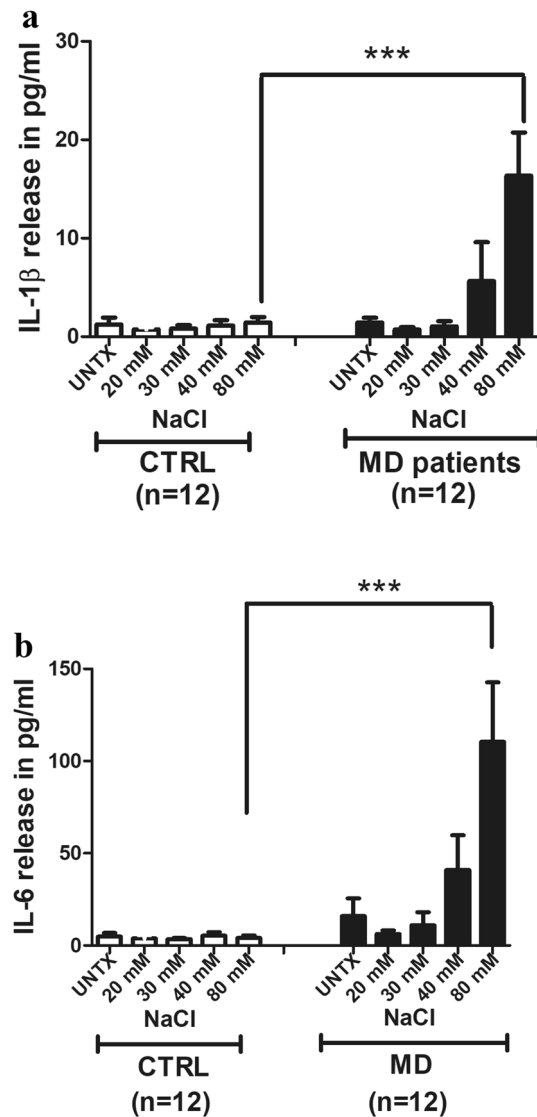 a
***
IL-1β release in pg/ml
30
20
10
0
UNTX 20 mM 30 mM 40 mM 80 mM UNTX 20 mM 30 mM 40 mM 80 mM
NaCl NaCl
CTRL MD patients
(n=12) (n=12)
***
b
IL-6 release in pg/ml
150
100
50
0
UNTX 20 mM 30 mM 40 mM 80 mM UNTX 20 mM 30 mM 40 mM 80 mM
NaCl NaCl
CTRL MD
(n=12) (n=12)